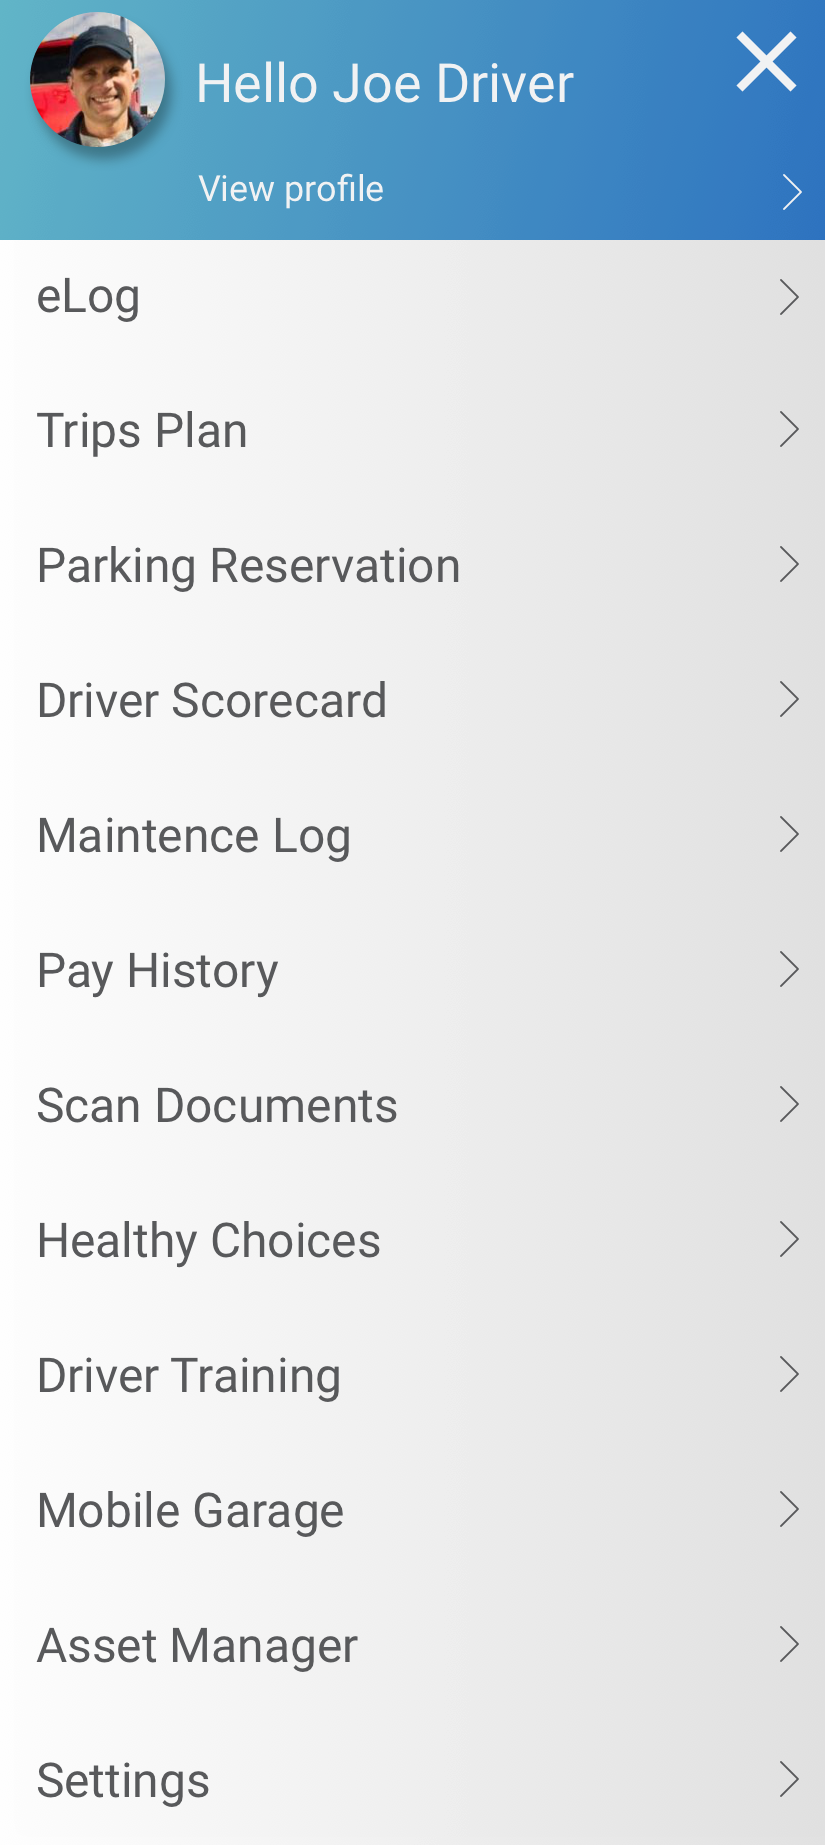 Hello Joe Driver
View profile
eLog
Trips Plan
Parking Reservation
Driver Scorecard
Maintence Log
Pay History
Scan Documents
Healthy Choices
Driver Training
Mobile Garage
Asset Manager
Settings